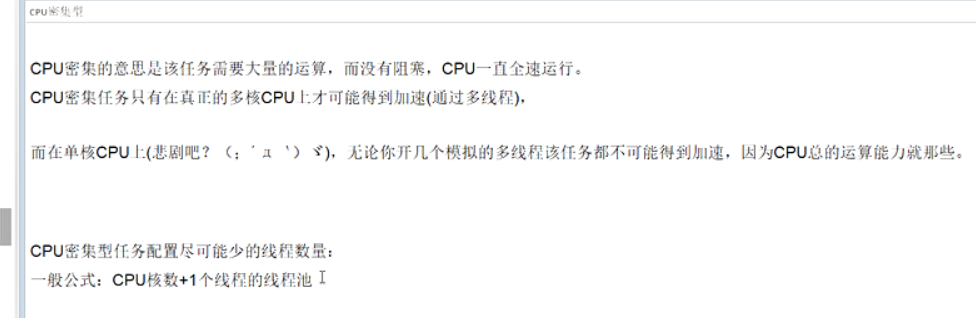 CPU密集型
CPU密集的意思是该任务需要大量的运算，而没有阻塞，CPU一直全速运行。
CPU密集任务只有在真正的多核CPU上才可能得到加速(通过多线程)，
而在单核CPU上(悲剧吧？（；´д｀）ゞ)，无论你开几个模拟的多线程该任务都不可能得到加速，因为CPU总的运算能力就那些。
CPU密集型任务配置尽可能少的线程数量：
一般公式：CPU核数+1个线程的线程池